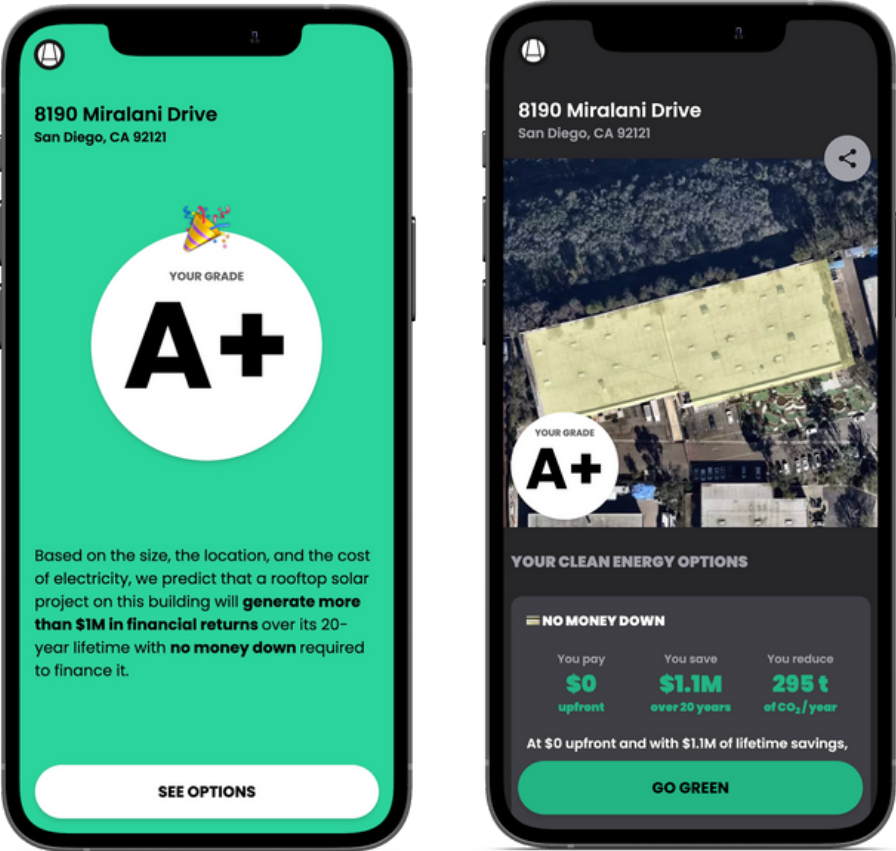 8190 Miralani Drive
San Diego, CA 92121
YOUR GRADE
A+
Based on the size, the location, and the cost
of electricity, we predict that a rooftop solar
project on this building will generate more
than $1M in financial returns over its 20-
year lifetime with no money down required
to finance it.
SEE OPTIONS
8190 Miralani Drive
San Diego, CA 92121
YOUR GRADE
A+
YOUR CLEAN ENERGY OPTIONS
NO MONEY DOWN
You pay
$0
upfront
You save
$1.1M
over 20 years
You reduce
295 t
of CO₂/year
At $0 upfront and with $1.1M of lifetime savings,
GO GREEN